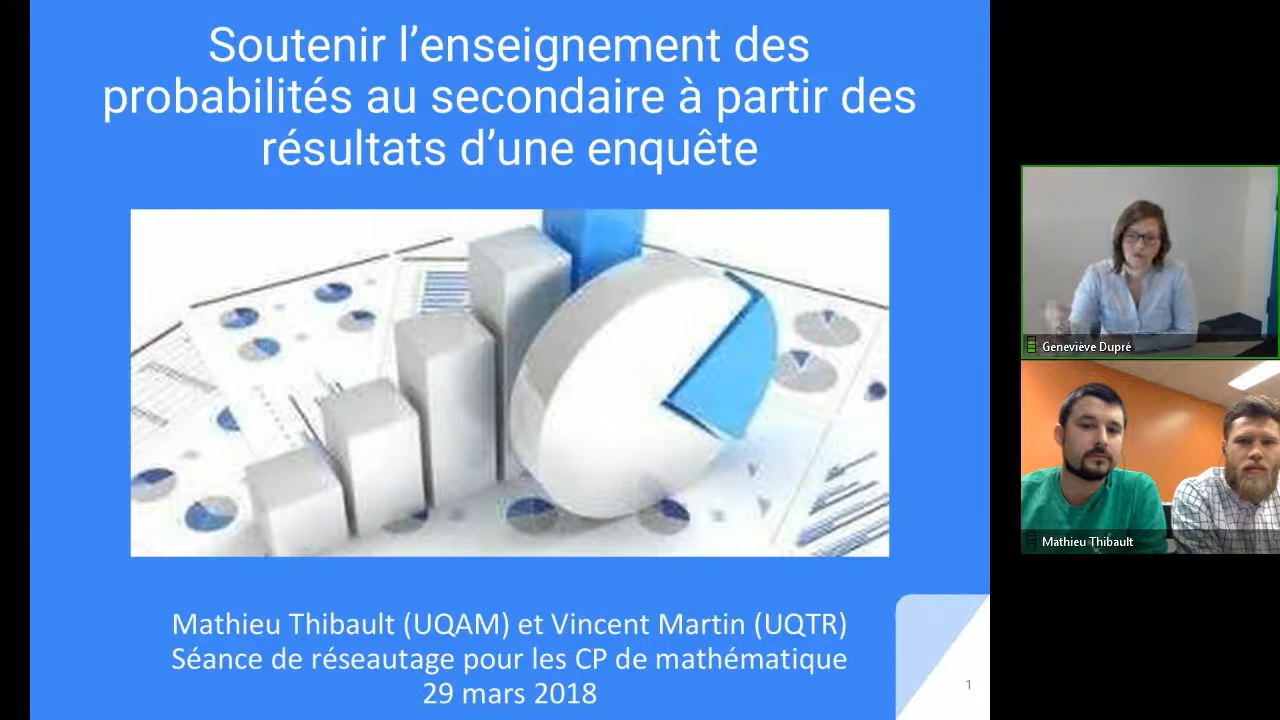 Soutenir l’enseignement des
probabilités au secondaire à partir des
résultats d’une enquête
Mathieu Thibault (UQAM) et Vincent Martin (UQTR)
Séance de réseautage pour les CP de mathématique
29 mars 2018
1
Geneviève Dupré
Mathieu Thibault